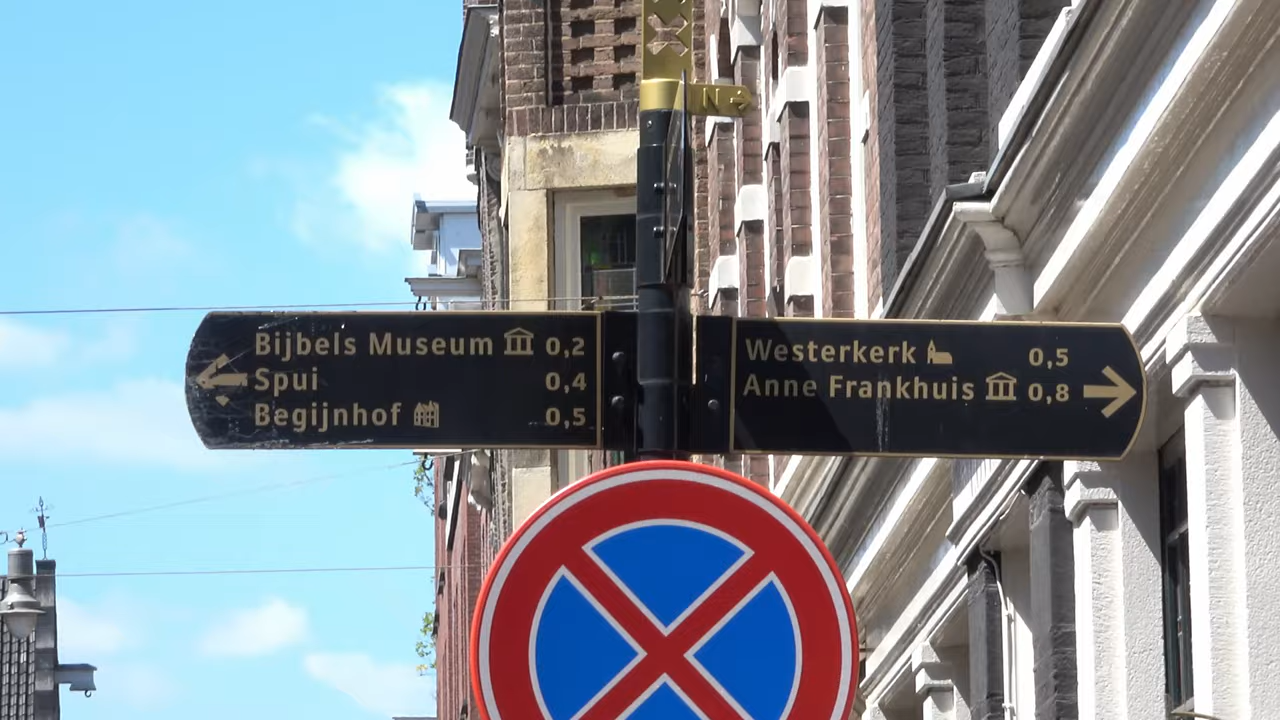 N
Bijbels Museum 0,2
Spui 0,4
Begijnhof 0,5
Westerkerk 0,5
Anne Frankhuis 0,8